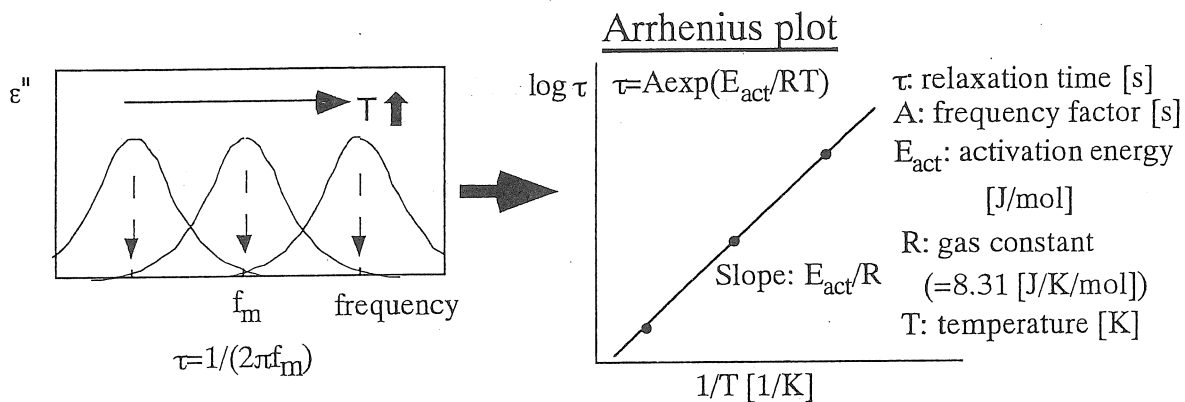 Arrhenius plot
ε"
T
f_m
frequency
τ=1/(2πf_m)
log τ
τ=Aexp(E_act/RT)
Slope: E_act/R
1/T [1/K]
τ: relaxation time [s]
A: frequency factor [s]
E_act: activation energy
[J/mol]
R: gas constant
(=8.31 [J/K/mol])
T: temperature [K]